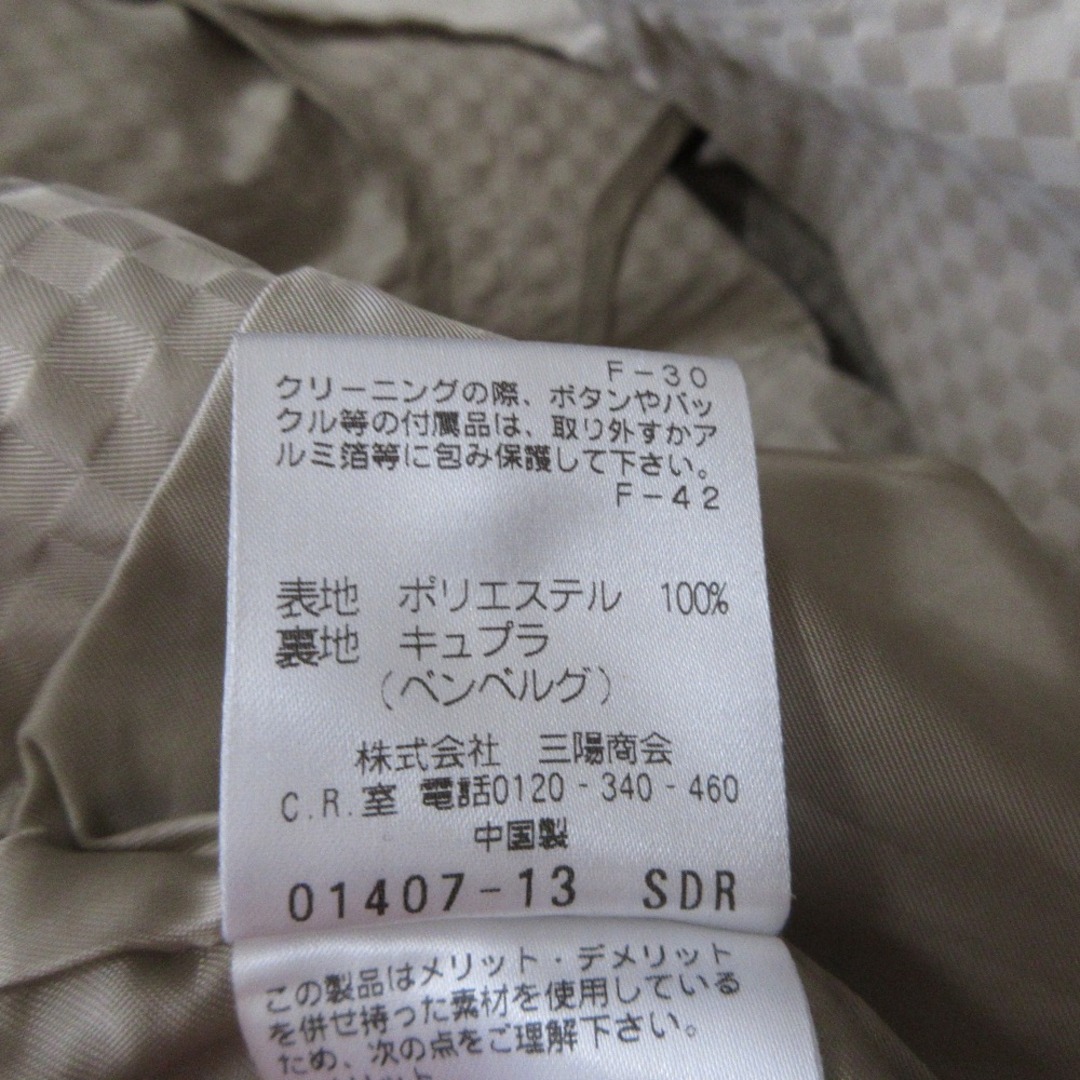 F-30
クリーニングの際、ボタンやバッ
クル等の付属品は、取り外すかア
ルミ箔等に包み保護して下さい。
F-42
表地 ポリエステル 100%
裏地 キュプラ
(ベンベルグ)
株式会社 三陽商会
C.R.室 電話0120-340-460
中国製
01407-13 SDR
この製品はメリット・デメリット
を併せ持った素材を使用している
ため、次の点をご理解下さい。